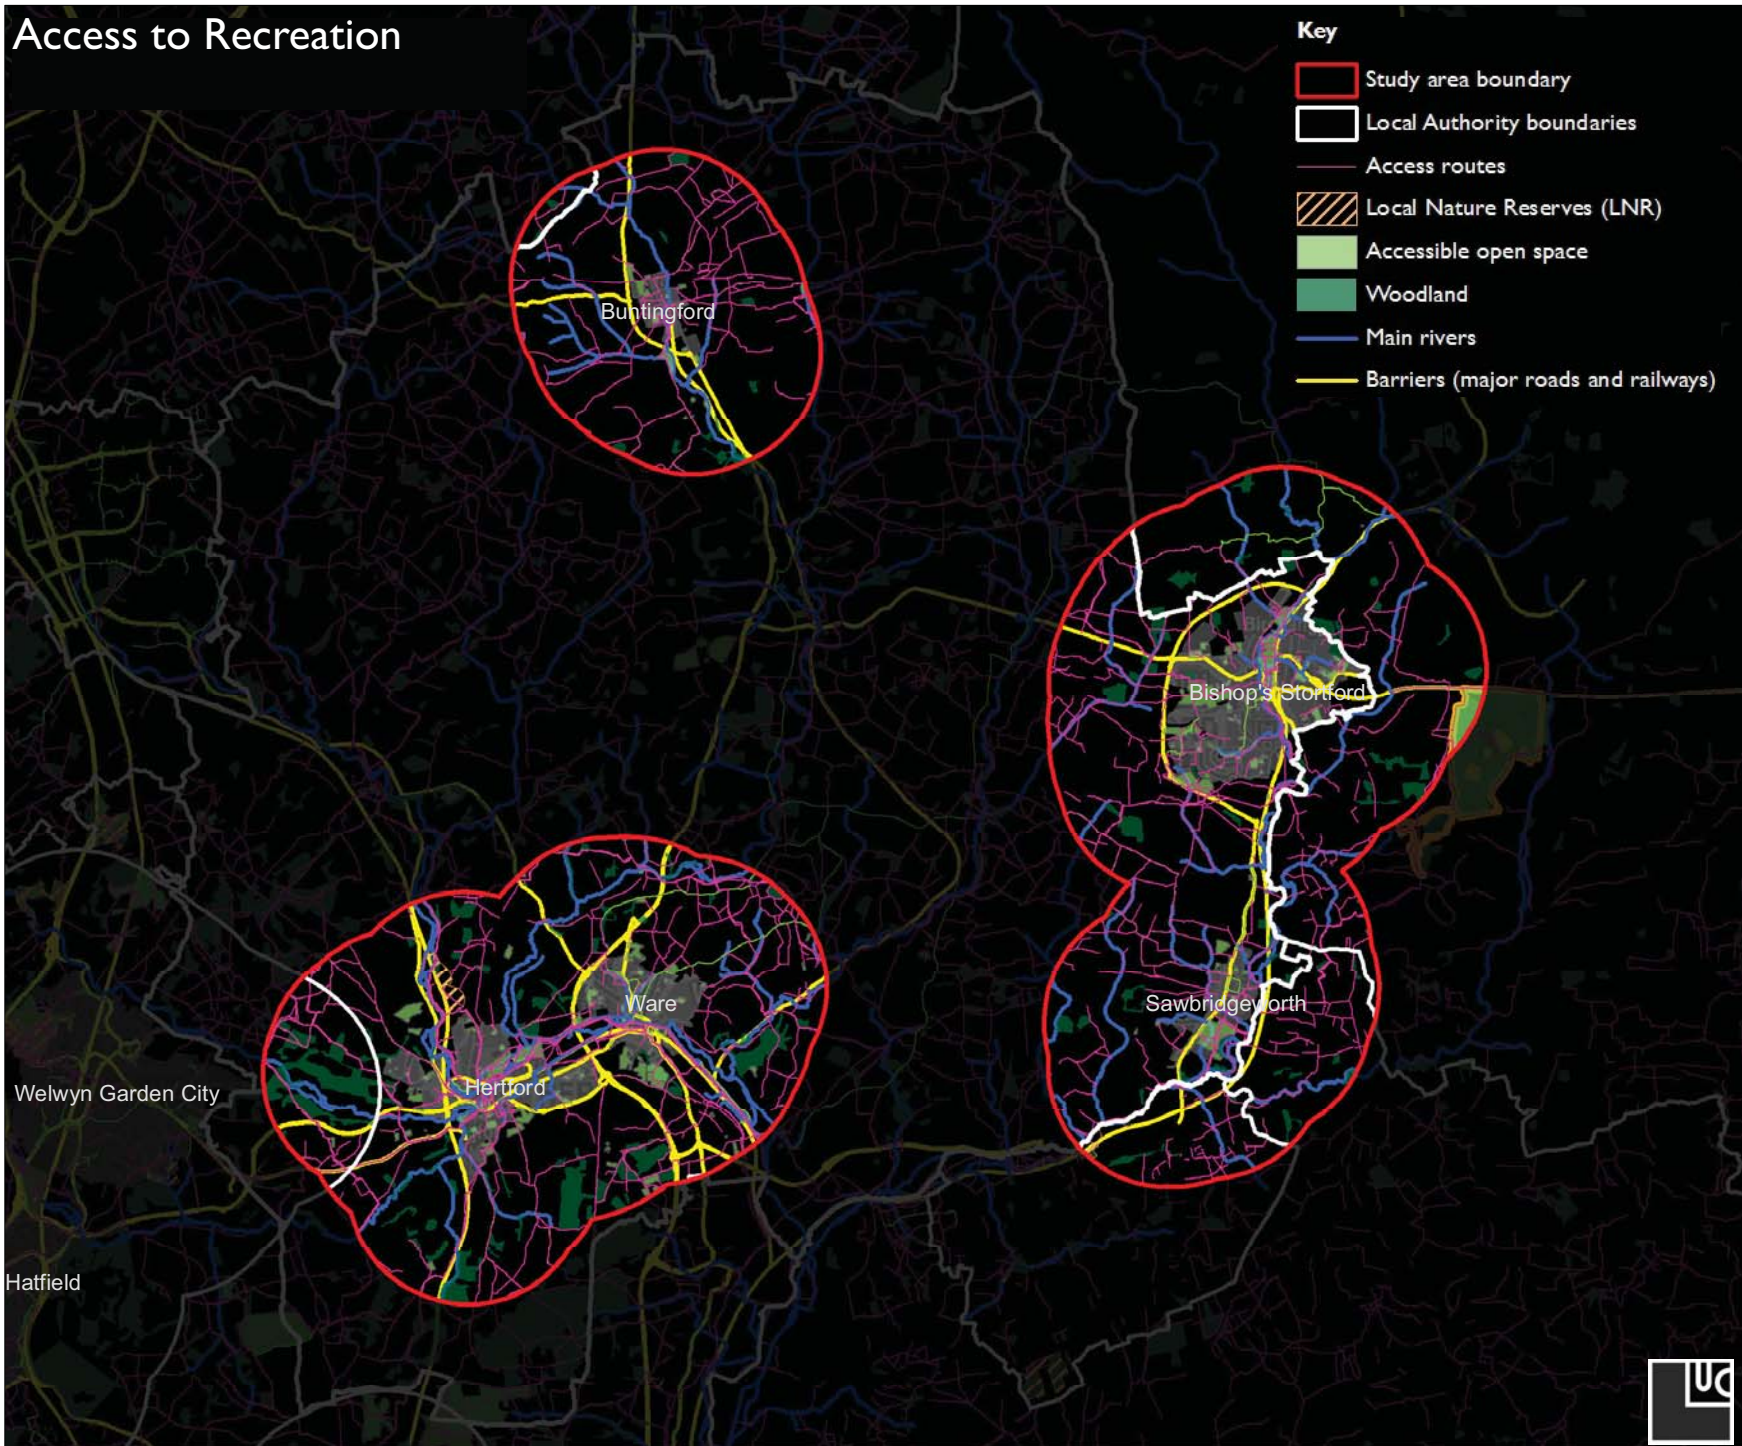 Access to Recreation
Key
Study area boundary
Local Authority boundaries
Access routes
Local Nature Reserves (LNR)
Accessible open space
Woodland
Main rivers
Barriers (major roads and railways)
Buntingford
Bishop's Stortford
Ware
Sawbridgeworth
Hertford
Welwyn Garden City
Hatfield